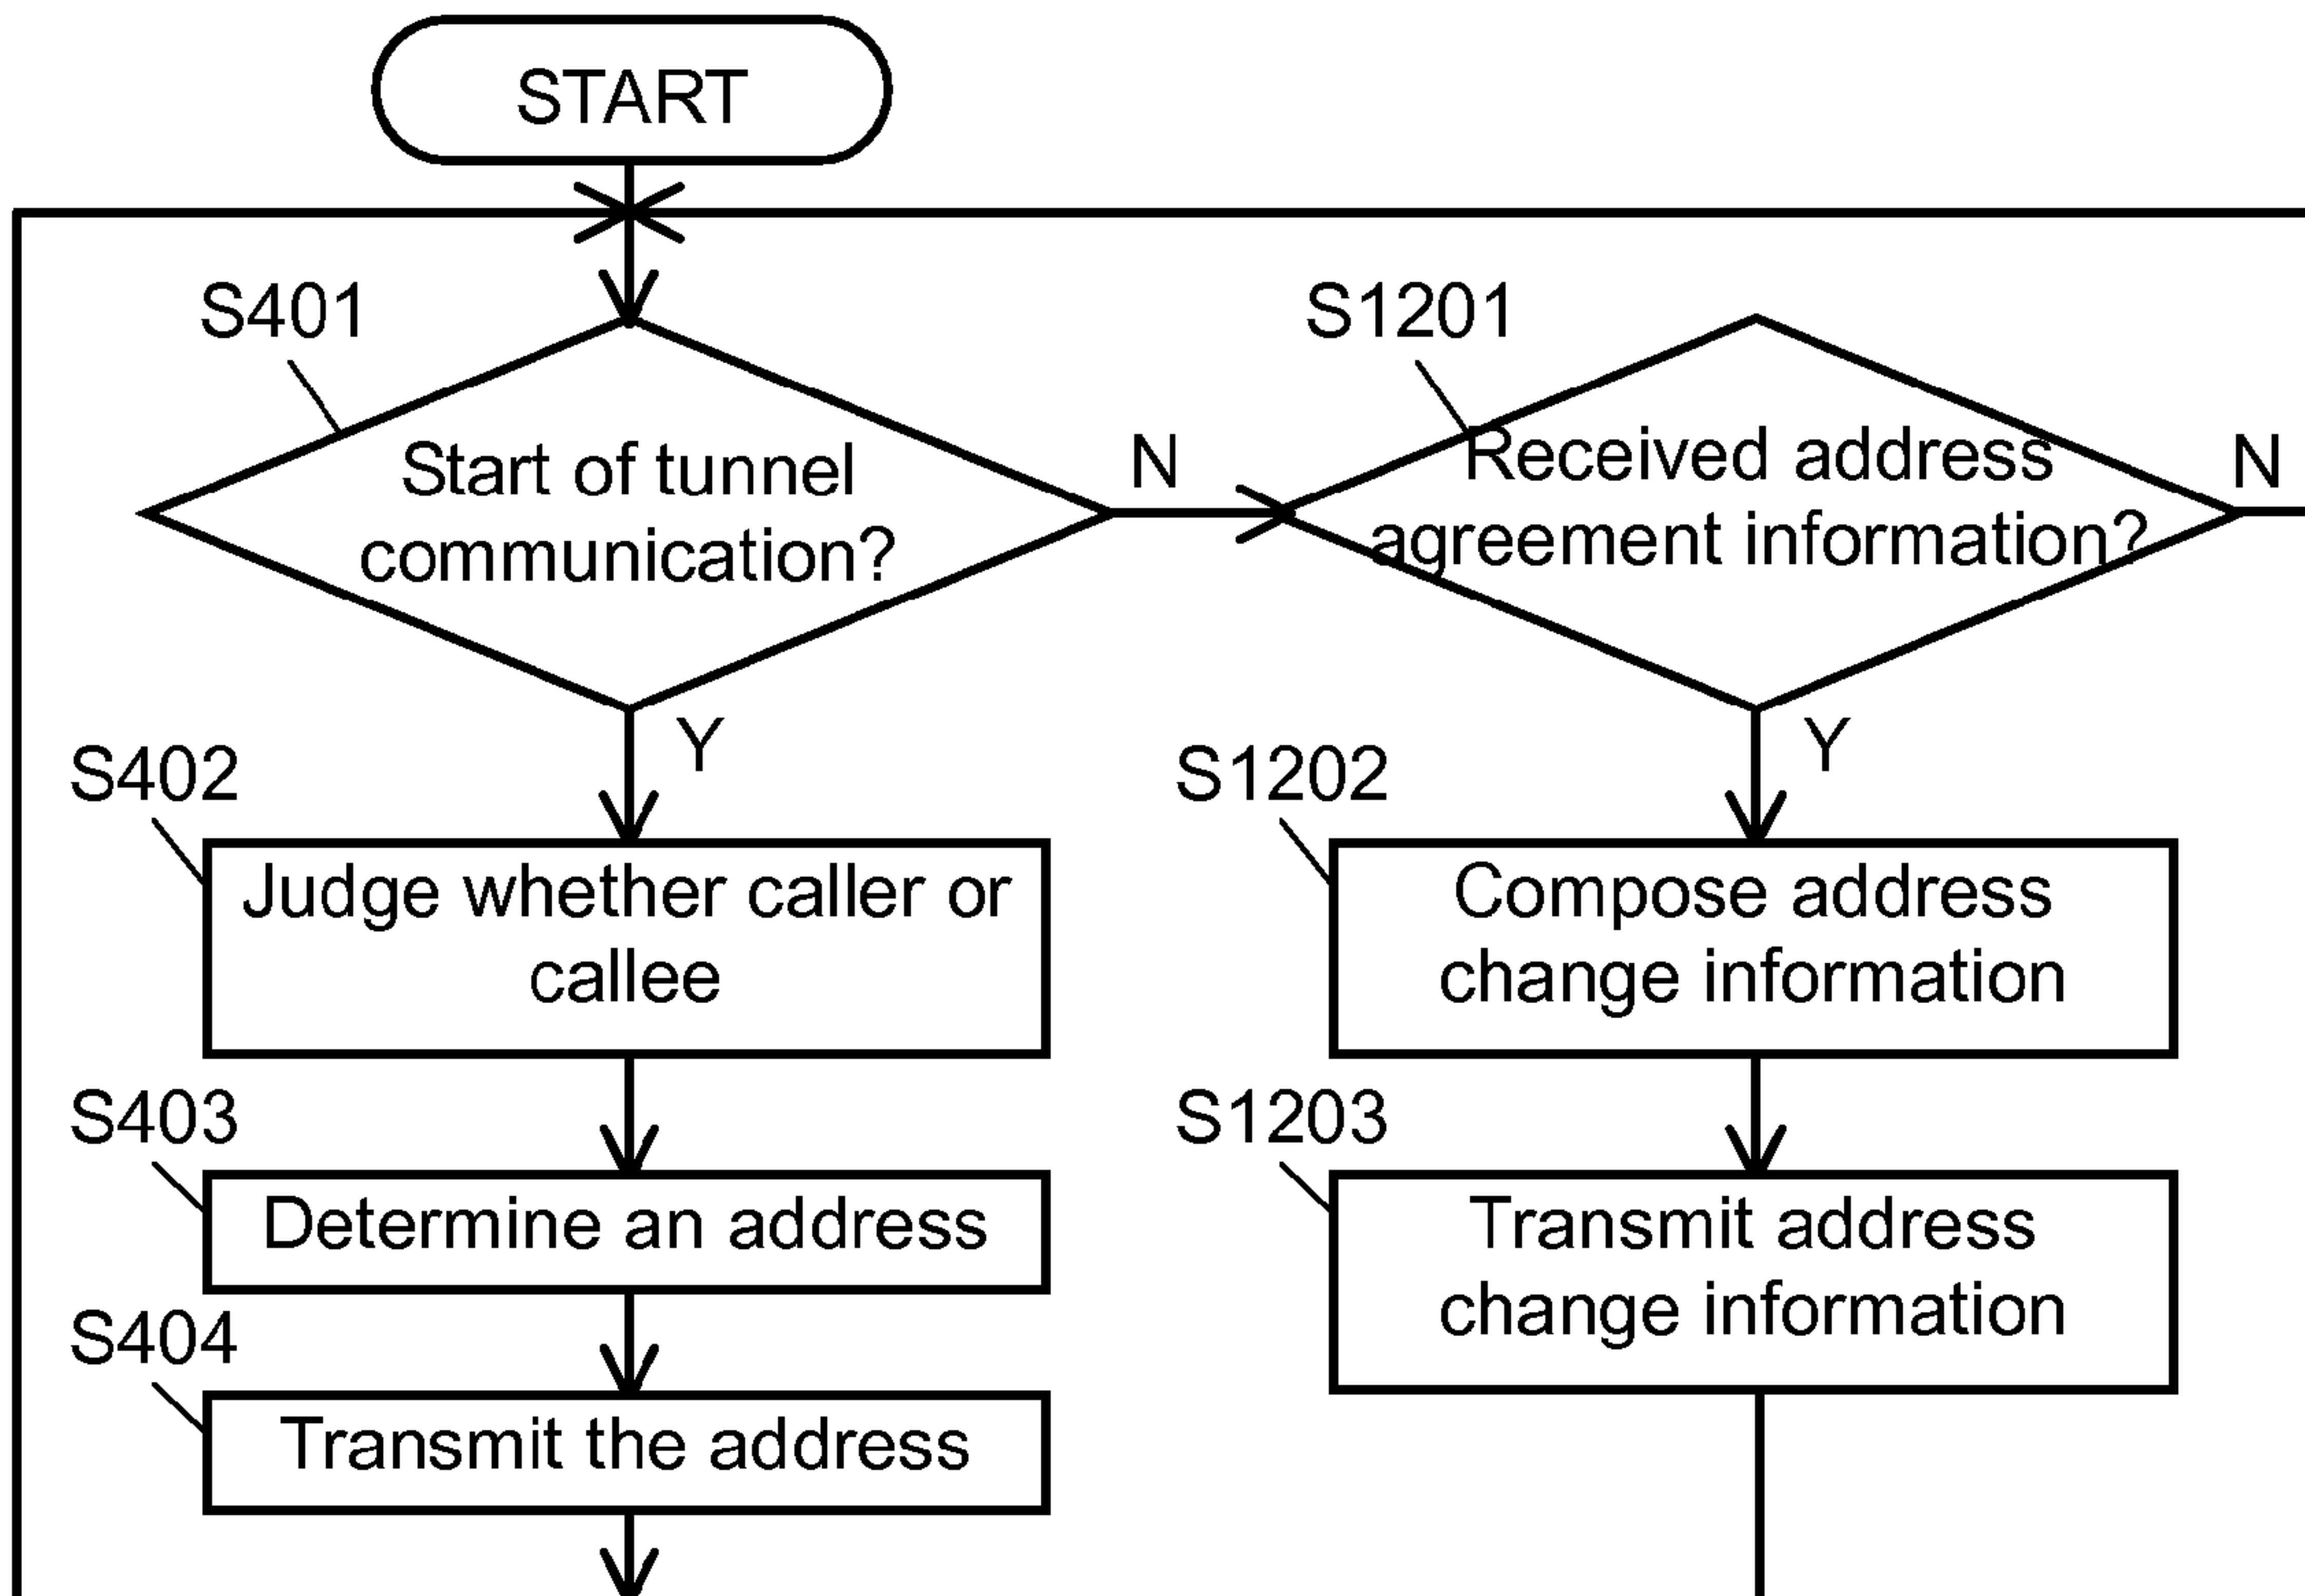 START
S401
Start of tunnel
communication?
N
Y
S1201
Received address
agreement information?
N
Y
S402
Judge whether caller or
callee
S403
Determine an address
S404
Transmit the address
S1202
Compose address
change information
S1203
Transmit address
change information